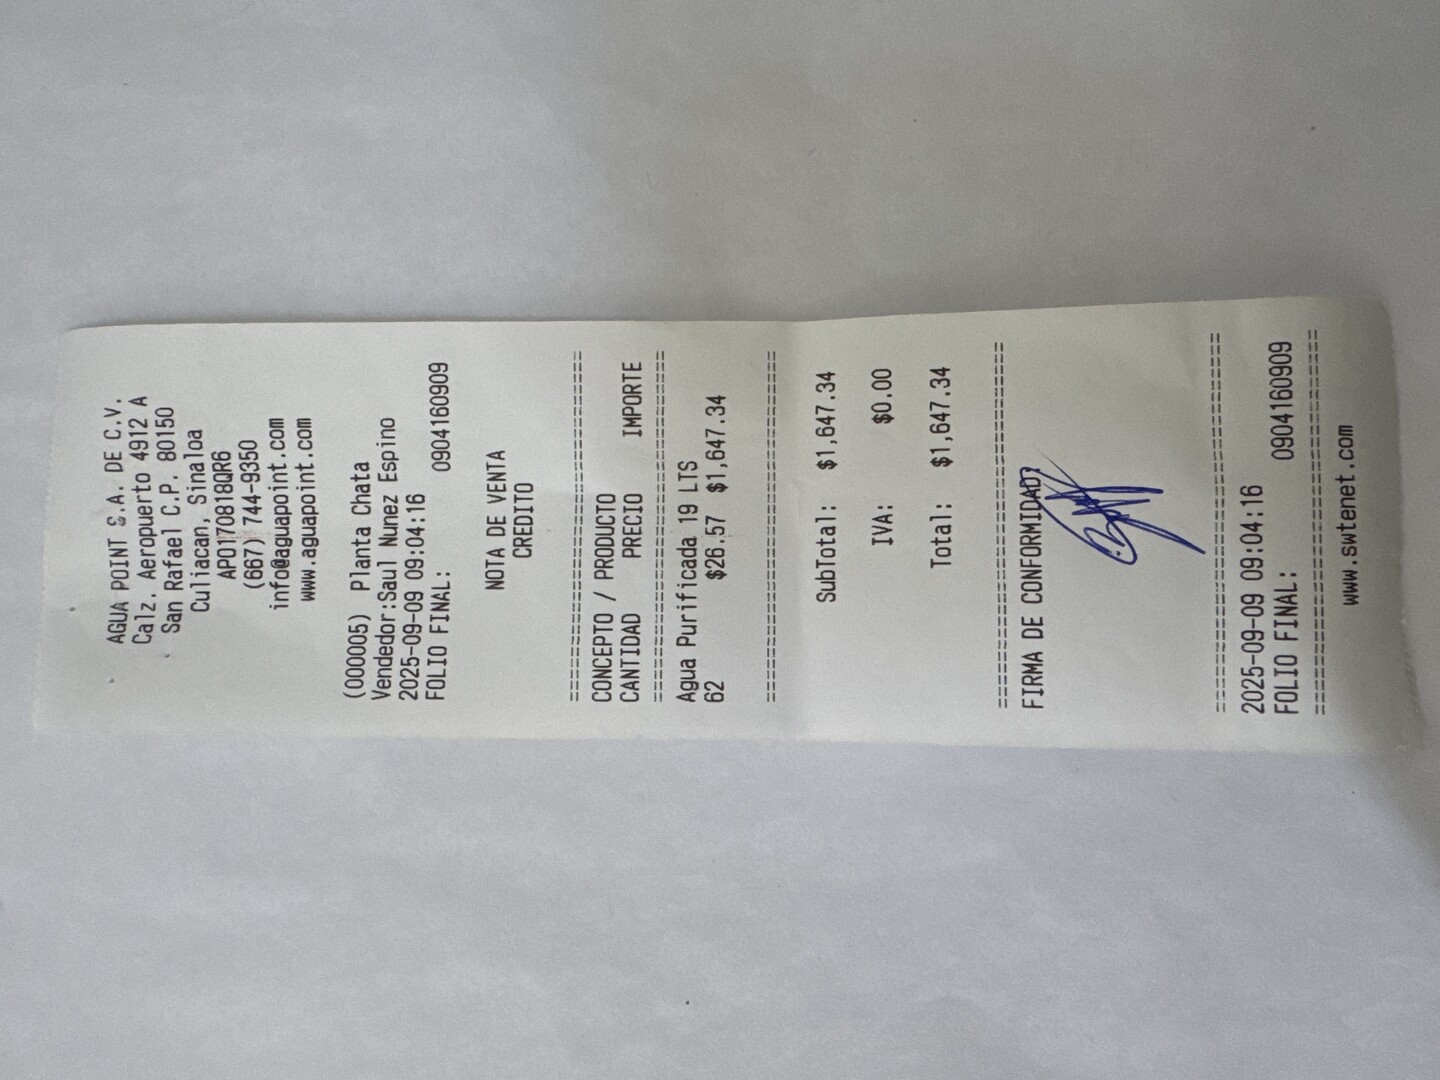 AGUA POINT S.A. DE C.V.
Calz. Aeropuerto 4912 A
San Rafael C.P. 80150
Culiacan, Sinaloa
APO170818QR6
(667) 744-9350
info@aguapoint.com
www.aguapoint.com
(000005) Planta Chata
Vendedor:Saul Nunez Espino
2025-09-09 09:04:16
FOLIO FINAL: 0904160909
NOTA DE VENTA
CREDITO
CONCEPTO / PRODUCTO
CANTIDAD PRECIO IMPORTE
Agua Purificada 19 LTS
62 $26.57 $1,647.34
SubTotal: $1,647.34
IVA: $0.00
Total: $1,647.34
FIRMA DE CONFORMIDAD?
2025-09-09 09:04:16
FOLIO FINAL: 0904160909
www.swtenet.com